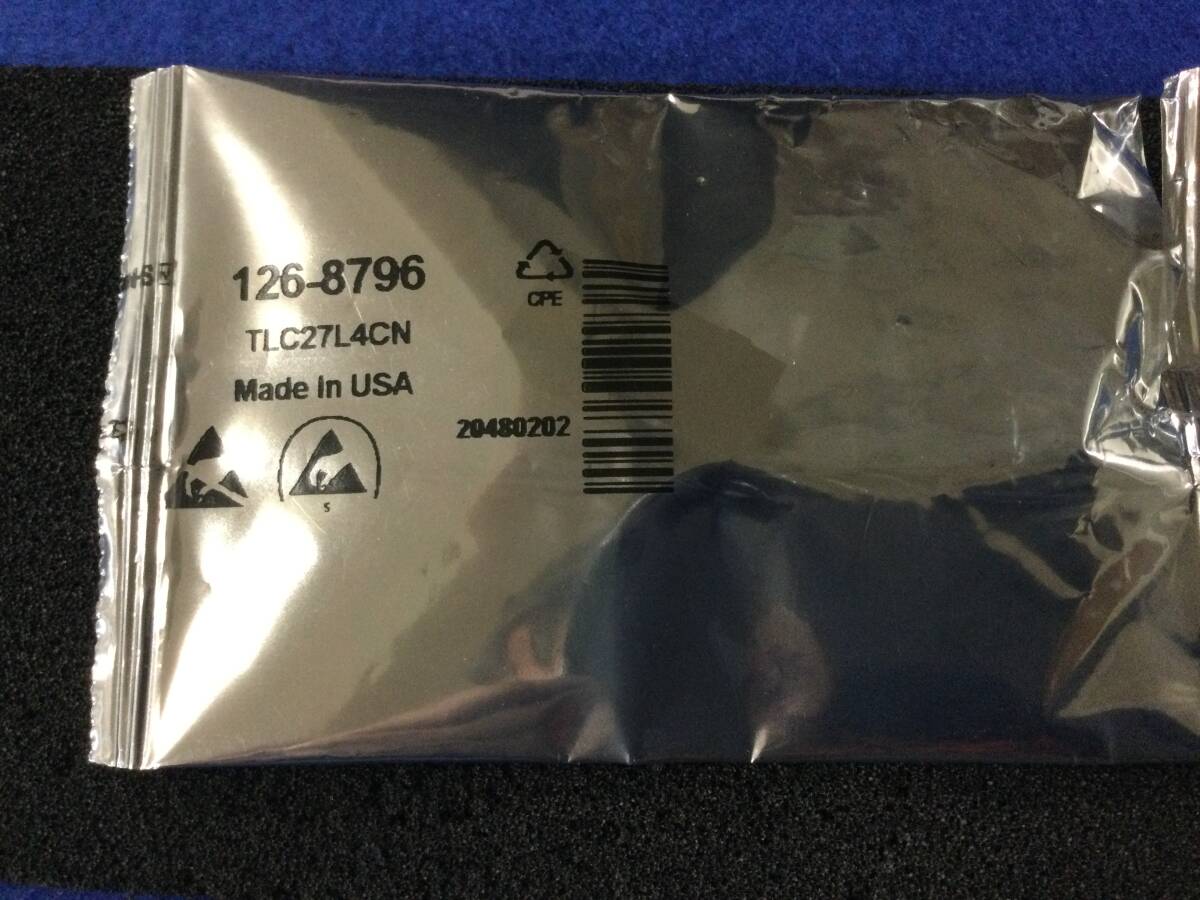 126-8796
TLC27L4CN
Made In USA
CPE
20480202
S